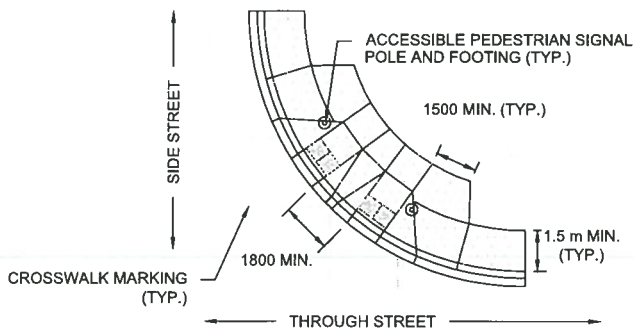 ACCESSIBLE PEDESTRIAN SIGNAL
POLE AND FOOTING (TYP.)
1500 MIN. (TYP.)
SIDE STREET
1.5 m MIN.
(TYP.)
1800 MIN.
CROSSWALK MARKING
(TYP.)
THROUGH STREET